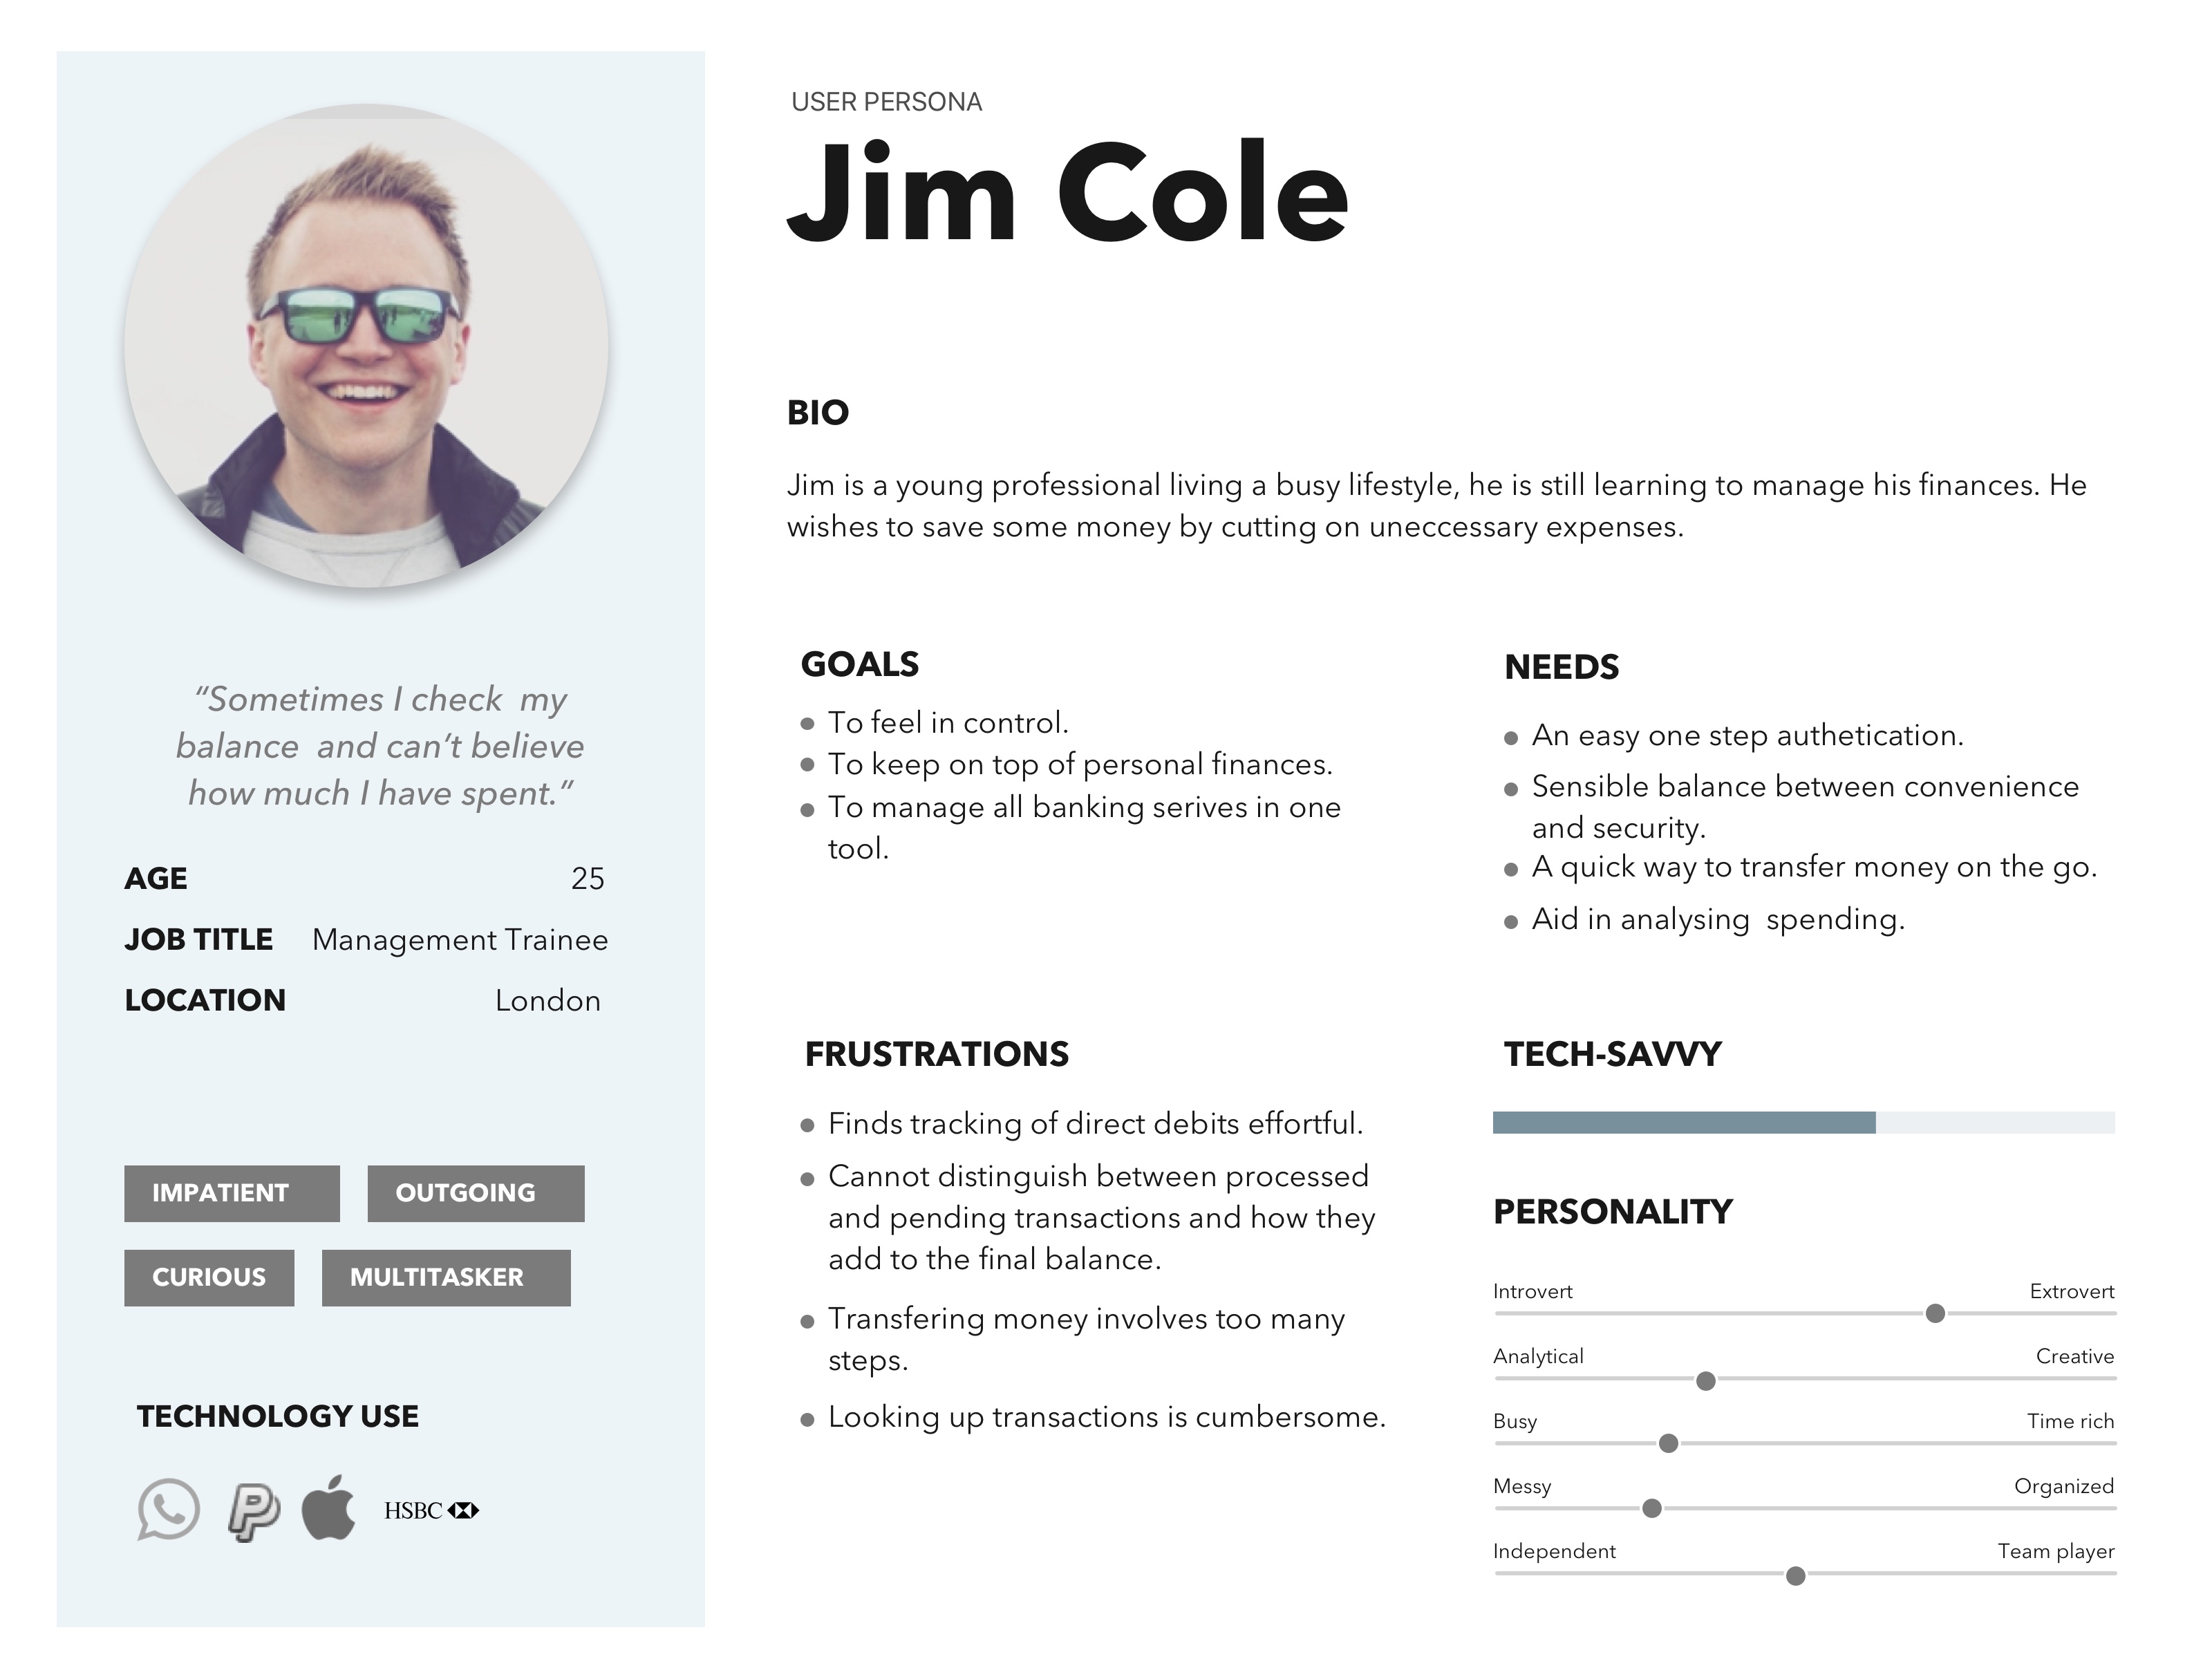 USER PERSONA
Jim Cole
BIO
Jim is a young professional living a busy lifestyle, he is still learning to manage his finances. He
wishes to save some money by cutting on uneccessary expenses.
“Sometimes I check  my
balance  and can’t believe
how much I have spent.”
AGE 25
JOB TITLE Management Trainee
LOCATION London
IMPATIENT OUTGOING
CURIOUS MULTITASKER
TECHNOLOGY USE
P HSBC
GOALS
To feel in control.
To keep on top of personal finances.
To manage all banking serives in one
tool.
NEEDS
An easy one step authetication.
Sensible balance between convenience
and security.
A quick way to transfer money on the go.
Aid in analysing  spending.
FRUSTRATIONS
Finds tracking of direct debits effortful.
Cannot distinguish between processed
and pending transactions and how they
add to the final balance.
Transfering money involves too many
steps.
Looking up transactions is cumbersome.
TECH-SAVVY
PERSONALITY
Introvert Extrovert
Analytical Creative
Busy Time rich
Messy Organized
Independent Team player